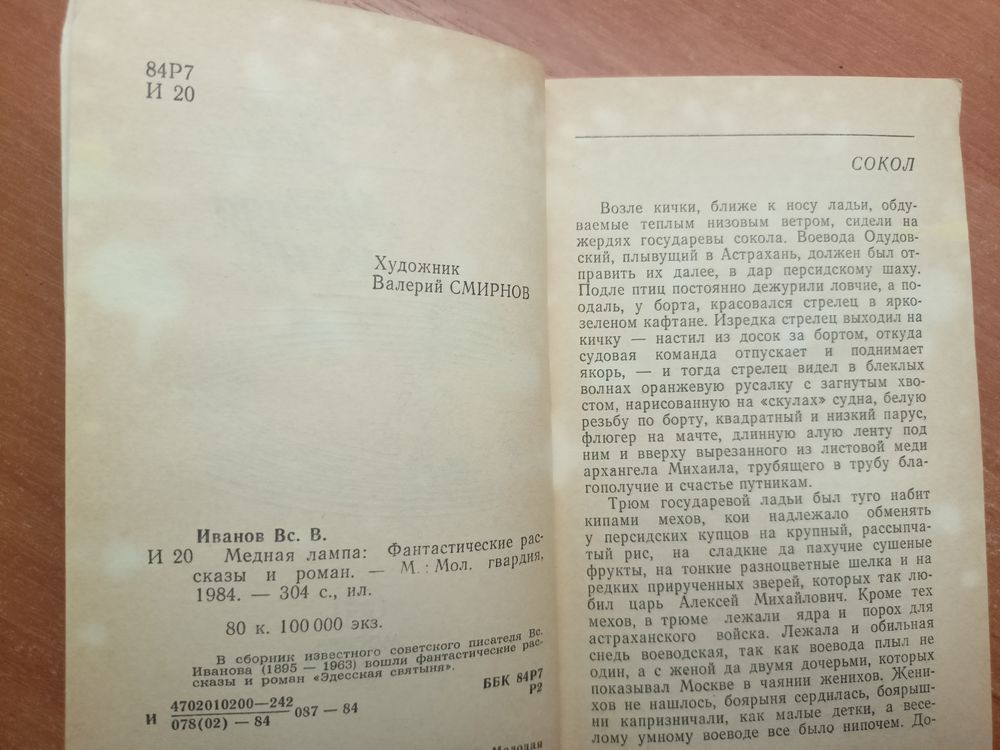 84Р7
И 20
Художник
Валерий СМИРНОВ
Иванов Вс. В.
И 20 Медная лампа: Фантастические рас-
сказы и роман. — М.: Мол. гвардия,
1984. — 304 с., ил.
80 к. 100 000 экз.
В сборник известного советского писателя Вс.
Иванова (1895 — 1963) вошли фантастические рас-
сказы и роман «Эдесская святыня».
ББК 84Р7
Р2
И 4702010200—242
078(02) — 84 087 — 84
Молодая
СОКОЛ
Возле кички, ближе к носу ладьи, обду-
ваемые теплым низовым ветром, сидели на
жердях государевы сокола. Воевода Одудов-
ский, плывущий в Астрахань, должен был от-
править их далее, в дар персидскому шаху.
Подле птиц постоянно дежурили ловчие, а по-
одаль, у борта, красовался стрелец в ярко-
зеленом кафтане. Изредка стрелец выходил на
кичку — настил из досок за бортом, откуда
судовая команда отпускает и поднимает
якорь, — и тогда стрелец видел в блеклых
волнах оранжевую русалку с загнутым хво-
стом, нарисованную на «скулах» судна, белую
резьбу по борту, квадратный и низкий парус,
флюгер на мачте, длинную алую ленту под
ним и вверху вырезанного из листовой меди
архангела Михаила, трубящего в трубу бла-
гополучие и счастье путникам.
Трюм государевой ладьи был туго набит
кипами мехов, кои надлежало обменять
у персидских купцов на крупный, рассыпча-
тый рис, на сладкие да пахучие сушеные
фрукты, на тонкие разноцветные шелка и на
редких прирученных зверей, которых так лю-
бил царь Алексей Михайлович. Кроме тех
мехов, в трюме лежали ядра и порох для
астраханского войска. Лежала и обильная
снедь воеводская, так как воевода плыл не
один, а с женой да двумя дочерьми, которых
показывал Москве в чаянии женихов. Жени-
хов не нашлось, боярыня сердилась, боярыш-
ни капризничали, как малые детки, а весе-
лому умному воеводе все было нипочем. До-